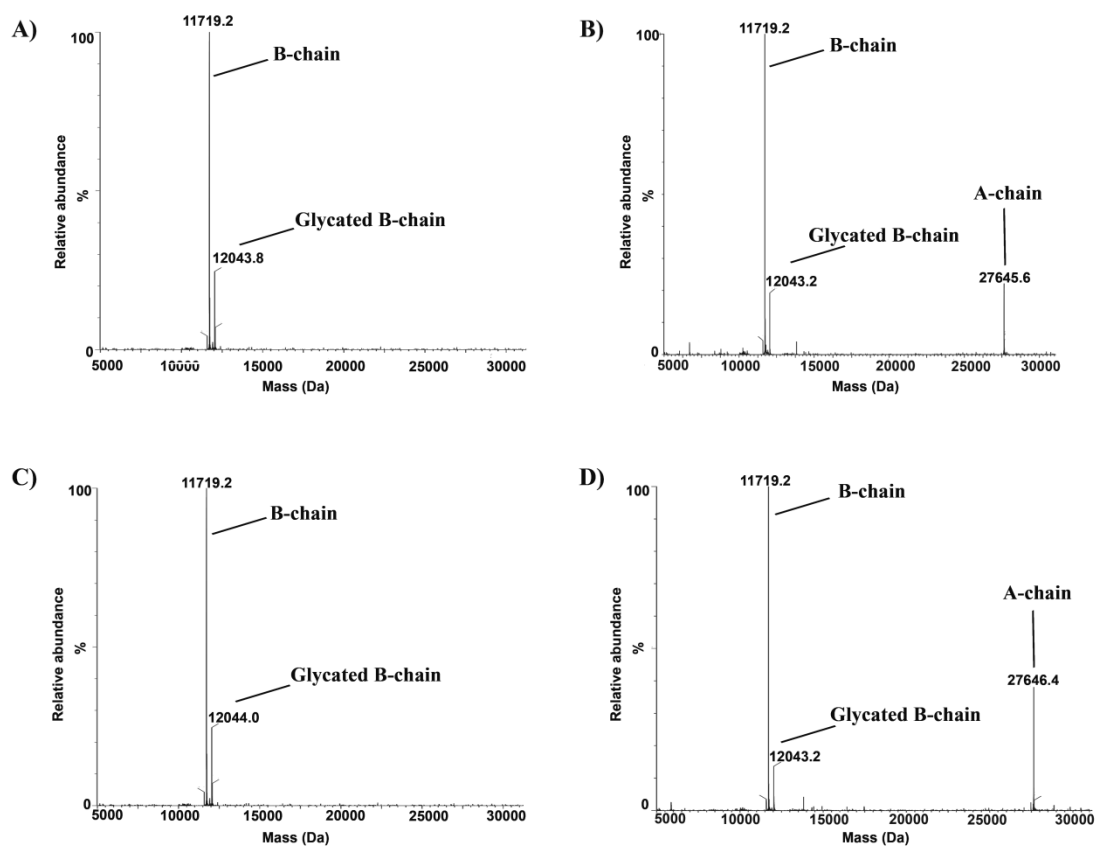 A)
11719.2
100
B-chain
Relative abundance
%
Glycated B-chain
12043.8
0
5000 10000 15000 20000 25000 30000
Mass (Da)
B)
11719.2
100
B-chain
Relative abundance
%
A-chain
Glycated B-chain
27645.6
12043.2
0
5000 10000 15000 20000 25000 30000
Mass (Da)
C)
11719.2
100
B-chain
Relative abundance
%
Glycated B-chain
12044.0
0
5000 10000 15000 20000 25000 30000
Mass (Da)
D)
11719.2
100
B-chain
Relative abundance
%
A-chain
27646.4
Glycated B-chain
12043.2
0
5000 10000 15000 20000 25000 30000
Mass (Da)